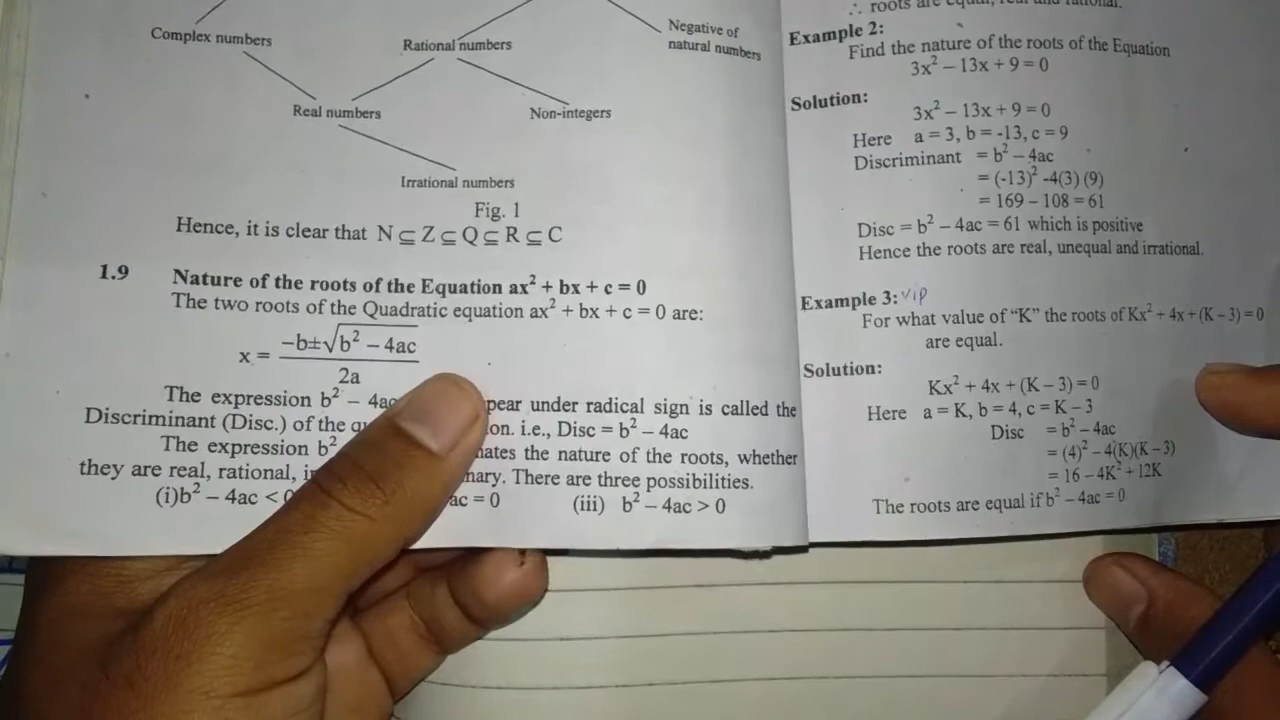 Complex numbers
Rational numbers
Negative of
natural numbers
Real numbers
Non-integers
Irrational numbers
Fig. 1
Hence, it is clear that N ⊆ Z ⊆ Q ⊆ R ⊆ C
1.9 Nature of the roots of the Equation ax² + bx + c = 0
The two roots of the Quadratic equation ax² + bx + c = 0 are:
x = −b±√b² − 4ac
2a
The expression b² − 4ac pear under radical sign is called the
Discriminant (Disc.) of the on. i.e., Disc = b² − 4ac
The expression b² nates the nature of the roots, whether
they are real, rational, nary. There are three possibilities.
(i)b² − 4ac < 0 ac = 0 (iii) b² − 4ac > 0
∴ roots are equal, real and rational.
Example 2:
Find the nature of the roots of the Equation
3x² − 13x + 9 = 0
Solution:
3x² − 13x + 9 = 0
Here a = 3, b = -13, c = 9
Discriminant = b² − 4ac
= (-13)² -4(3) (9)
= 169 − 108 = 61
Disc = b² − 4ac = 61 which is positive
Hence the roots are real, unequal and irrational.
Example 3: VIP
For what value of “K” the roots of Kx² + 4x + (K − 3) = 0
are equal.
Solution:
Kx² + 4x + (K − 3) = 0
Here a = K, b = 4, c = K − 3
Disc = b² − 4ac
= (4)² − 4(K)(K − 3)
= 16 − 4K² + 12K
The roots are equal if b² − 4ac = 0